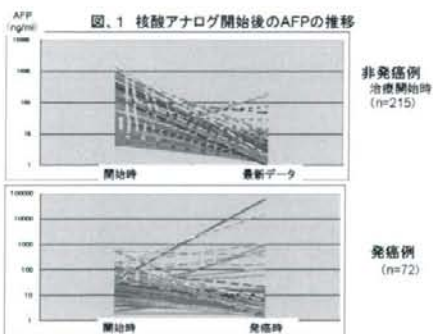 AFP
(ng/ml)
図、1 核酸アナログ開始後のAFPの推移
10000
1000
100
10
1
開始時
最新データ
非発癌例
治療開始時
(n=215)
100000
10000
1000
100
10
1
開始時
発癌時
発癌例
(n=72)